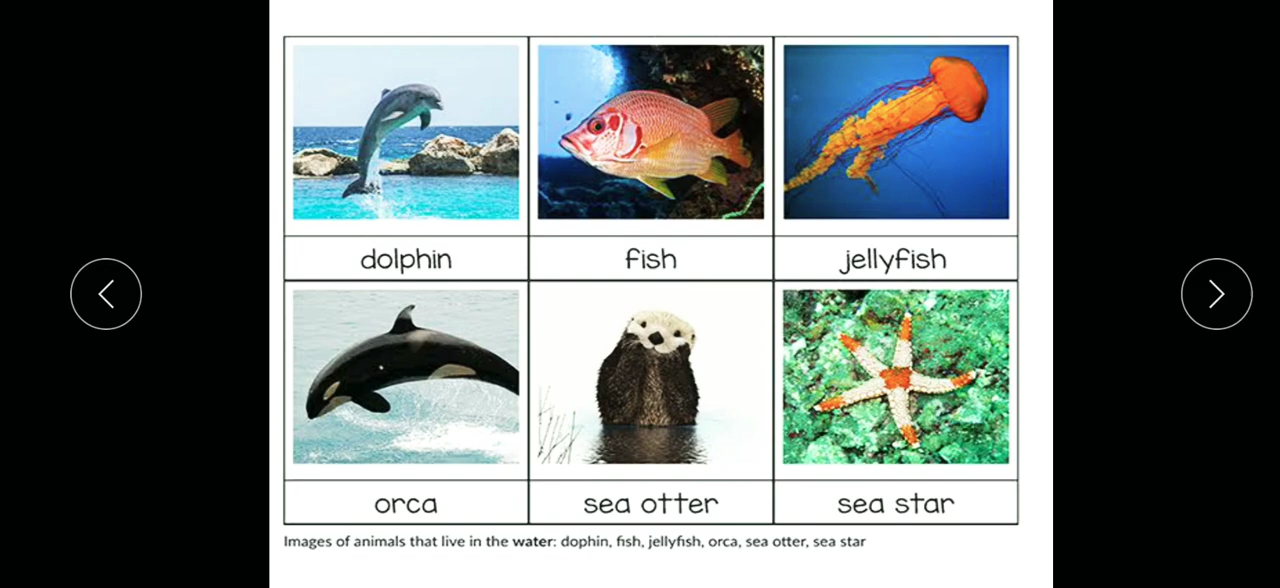 dolphin fish jellyfish
orca sea otter sea star
Images of animals that live in the water: dophin, fish, jellyfish, orca, sea otter, sea star